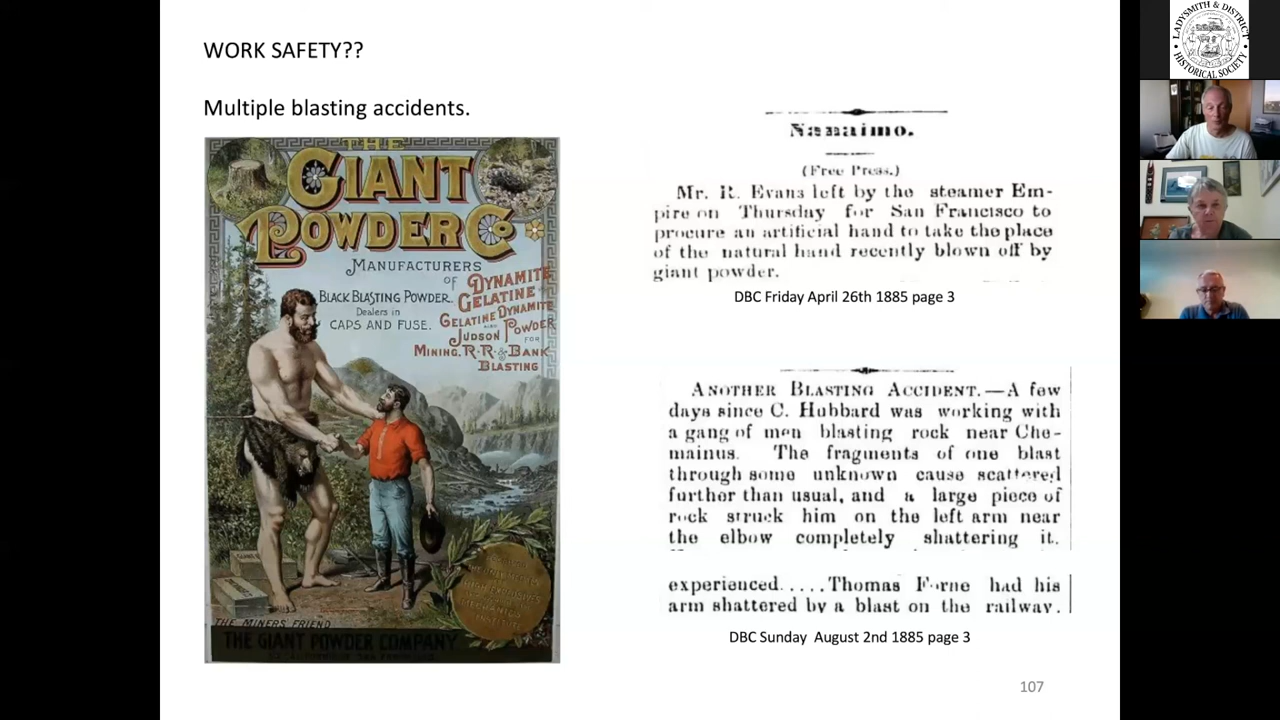 WORK SAFETY??
Multiple blasting accidents.
THE
GIANT
POWDER Co
MANUFACTURERS
OF DYNAMITE
BLACK BLASTING POWDER.
GELATINE
Dealers in
GELATINE DYNAMITE
CAPS AND FUSE.
ALSO
JUDSON POWDER
FOR
MINING. R.R. & BANK
BLASTING
THE MINERS FRIEND
THE GIANT POWDER COMPANY
Nanaimo.
(Free Press.)
Mr. R. Evans left by the steamer Em-
pire on Thursday for San Francisco to
procure an artificial hand to take the place
of the natural hand recently blown off by
giant powder.
DBC Friday April 26th 1885 page 3
ANOTHER BLASTING ACCIDENT.—A few
days since C. Hubbard was working with
a gang of men blasting rock near Che-
mainus. The fragments of one blast
through some unknown cause scattered
further than usual, and a large piece of
rock struck him on the left arm near
the elbow completely shattering it.
experienced.....Thomas had his
arm shattered by a blast on the railway.
DBC Sunday August 2nd 1885 page 3
107
LADYSMITH & DISTRICT
HISTORICAL SOCIETY